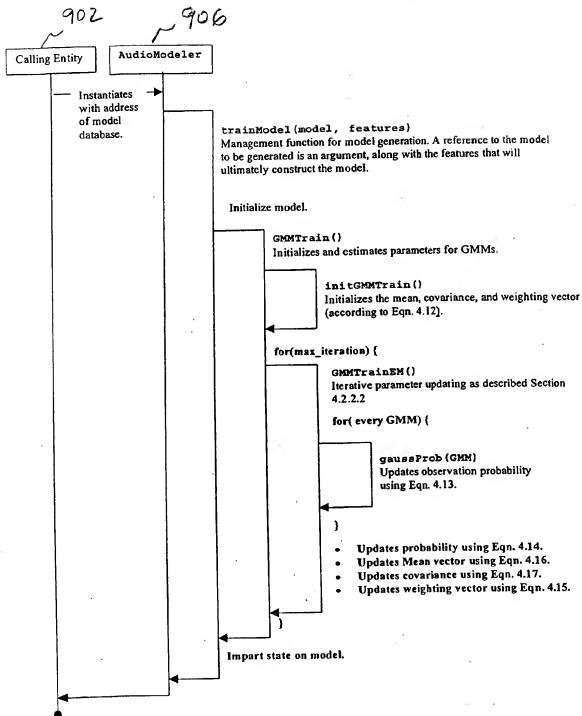 902
906
Calling Entity
AudioModeler
Instantiates
with address
of model
database.
trainModel(model, features)
Management function for model generation. A reference to the model
to be generated is an argument, along with the features that will
ultimately construct the model.
Initialize model.
GMMTrain()
Initializes and estimates parameters for GMMs.
initGMMTrain()
Initializes the mean, covariance, and weighting vector
(according to Eqn. 4.12).
for(max_iteration) {
GMMTrainEM()
Iterative parameter updating as described Section
4.2.2.2
for( every GMM) {
gaussProb(GMM)
Updates observation probability
using Eqn. 4.13.
}
• Updates probability using Eqn. 4.14.
• Updates Mean vector using Eqn. 4.16.
• Updates covariance using Eqn. 4.17.
• Updates weighting vector using Eqn. 4.15.
}
Impart state on model.